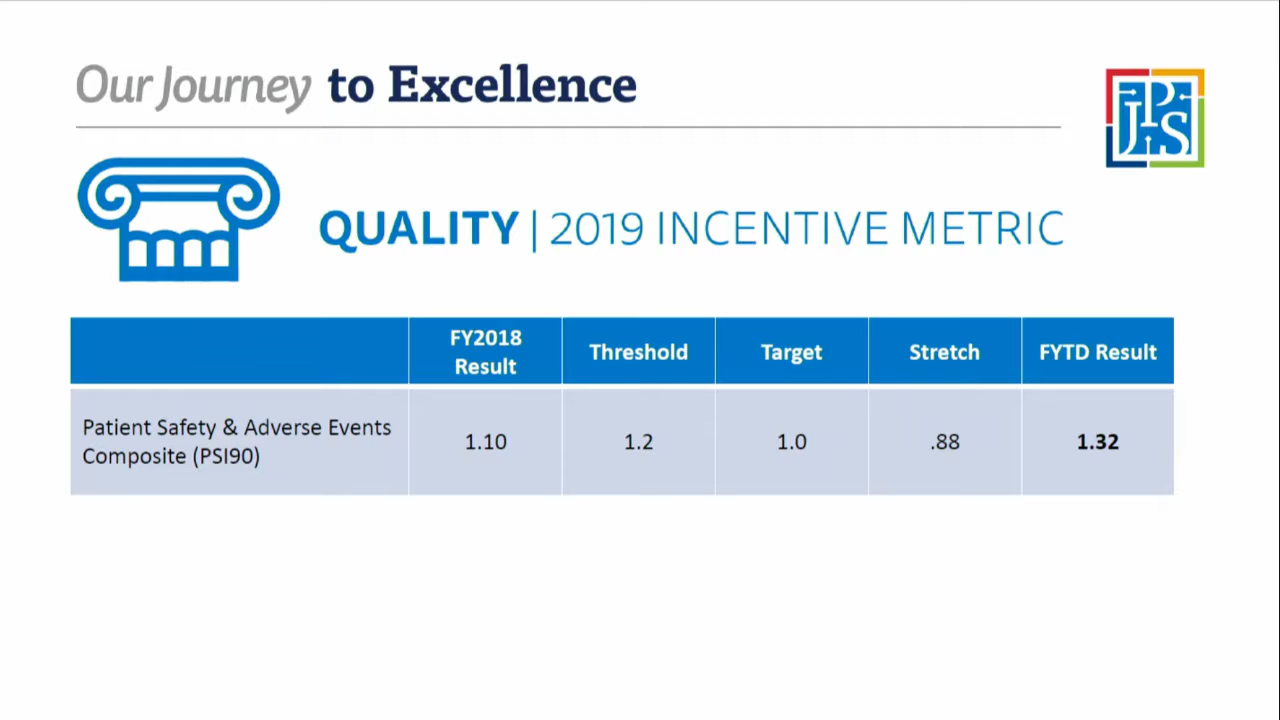 Our Journey to Excellence
JPS
QUALITY | 2019 INCENTIVE METRIC
FY2018 Result
Threshold
Target
Stretch
FYTD Result
Patient Safety & Adverse Events
Composite (PSI90)
1.10
1.2
1.0
.88
1.32